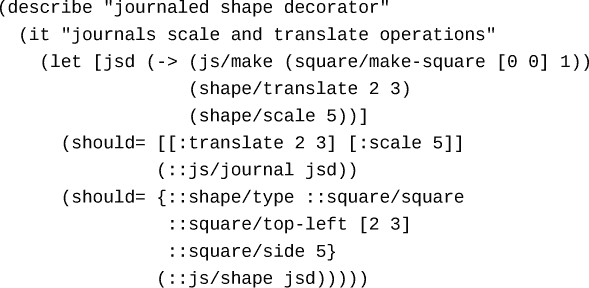 (describe "journaled shape decorator"
  (it "journals scale and translate operations"
    (let [jsd (-> (js/make (square/make-square [0 0] 1))
                  (shape/translate 2 3)
                  (shape/scale 5))]
      (should= [[:translate 2 3] [:scale 5]]
               (::js/journal jsd))
      (should= {::shape/type ::square/square
                ::square/top-left [2 3]
                ::square/side 5}
               (::js/shape jsd)))))